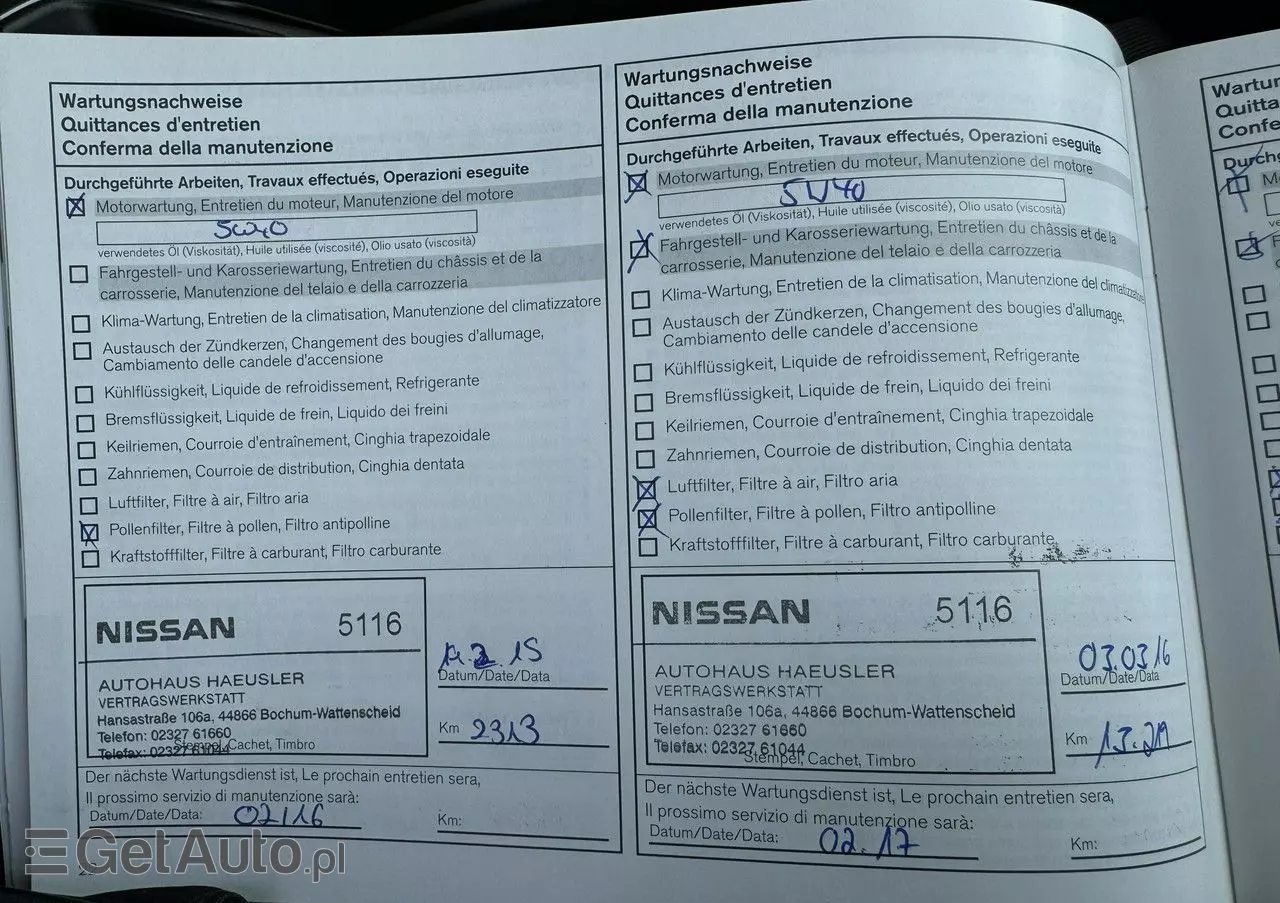 Wartungsnachweise
Quittances d'entretien
Conferma della manutenzione
Durchgeführte Arbeiten, Travaux effectués, Operazioni eseguite
Motorwartung, Entretien du moteur, Manutenzione del motore
5W40
verwendetes Öl (Viskosität), Huile utilisée (viscosité), Olio usato (viscosità)
Fahrgestell- und Karosseriewartung, Entretien du châssis et de la
carrosserie, Manutenzione del telaio e della carrozzeria
Klima-Wartung, Entretien de la climatisation, Manutenzione del climatizzatore
Austausch der Zündkerzen, Changement des bougies d'allumage,
Cambiamento delle candele d'accensione
Kühlflüssigkeit, Liquide de refroidissement, Refrigerante
Bremsflüssigkeit, Liquide de frein, Liquido dei freini
Keilriemen, Courroie d'entraînement, Cinghia trapezoidale
Zahnriemen, Courroie de distribution, Cinghia dentata
Luftfilter, Filtre à air, Filtro aria
Pollenfilter, Filtre à pollen, Filtro antipolline
Kraftstofffilter, Filtre à carburant, Filtro carburante
NISSAN 5116
AUTOHAUS HAEUSLER
VERTRAGSWERKSTATT
Hansastraße 106a, 44866 Bochum-Wattenscheid
Telefon: 02327 61660
Telefax: 02327 61044
Stempel, Cachet, Timbro
2 15
Datum/Date/Data
Km 2313
Der nächste Wartungsdienst ist, Le prochain entretien sera,
Il prossimo servizio di manutenzione sarà:
Datum/Date/Data: 02/16
Km:
Wartungsnachweise
Quittances d'entretien
Conferma della manutenzione
Durchgeführte Arbeiten, Travaux effectués, Operazioni eseguite
Motorwartung, Entretien du moteur, Manutenzione del motore
5W40
verwendetes Öl (Viskosität), Huile utilisée (viscosité), Olio usato (viscosità)
Fahrgestell- und Karosseriewartung, Entretien du châssis et de la
carrosserie, Manutenzione del telaio e della carrozzeria
Klima-Wartung, Entretien de la climatisation, Manutenzione del climatizzatore
Austausch der Zündkerzen, Changement des bougies d'allumage,
Cambiamento delle candele d'accensione
Kühlflüssigkeit, Liquide de refroidissement, Refrigerante
Bremsflüssigkeit, Liquide de frein, Liquido dei freini
Keilriemen, Courroie d'entraînement, Cinghia trapezoidale
Zahnriemen, Courroie de distribution, Cinghia dentata
Luftfilter, Filtre à air, Filtro aria
Pollenfilter, Filtre à pollen, Filtro antipolline
Kraftstofffilter, Filtre à carburant, Filtro carburante
NISSAN 5116
AUTOHAUS HAEUSLER
VERTRAGSWERKSTATT
Hansastraße 106a, 44866 Bochum-Wattenscheid
Telefon: 02327 61660
Telefax: 02327 61044
Stempel, Cachet, Timbro
03.03.16
Datum/Date/Data
Km
Der nächste Wartungsdienst ist, Le prochain entretien sera,
Il prossimo servizio di manutenzione sarà:
Datum/Date/Data: 02.17
Km:
GetAuto.pl